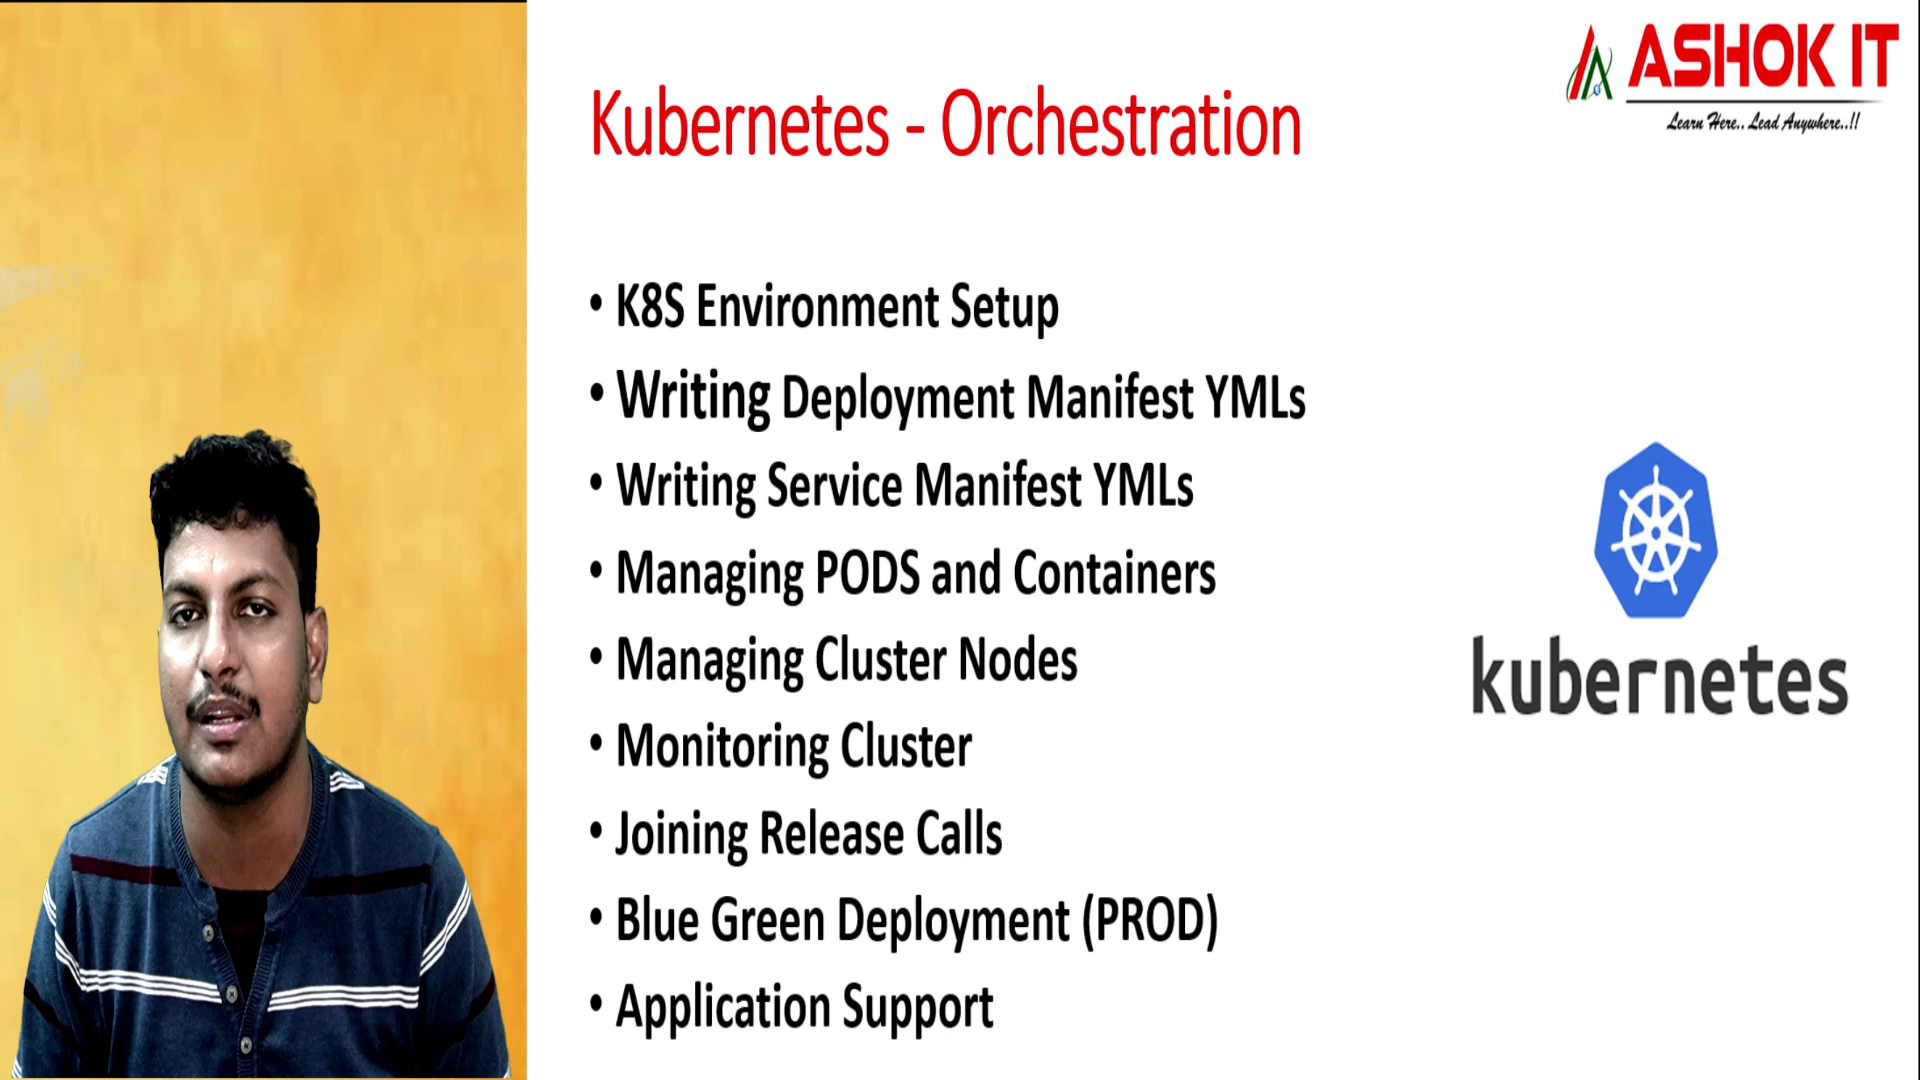 ASHOK IT
Learn Here.. Lead Anywhere..!!
Kubernetes - Orchestration
• K8S Environment Setup
• Writing Deployment Manifest YMLs
• Writing Service Manifest YMLs
• Managing PODS and Containers
• Managing Cluster Nodes
• Monitoring Cluster
• Joining Release Calls
• Blue Green Deployment (PROD)
• Application Support
kubernetes